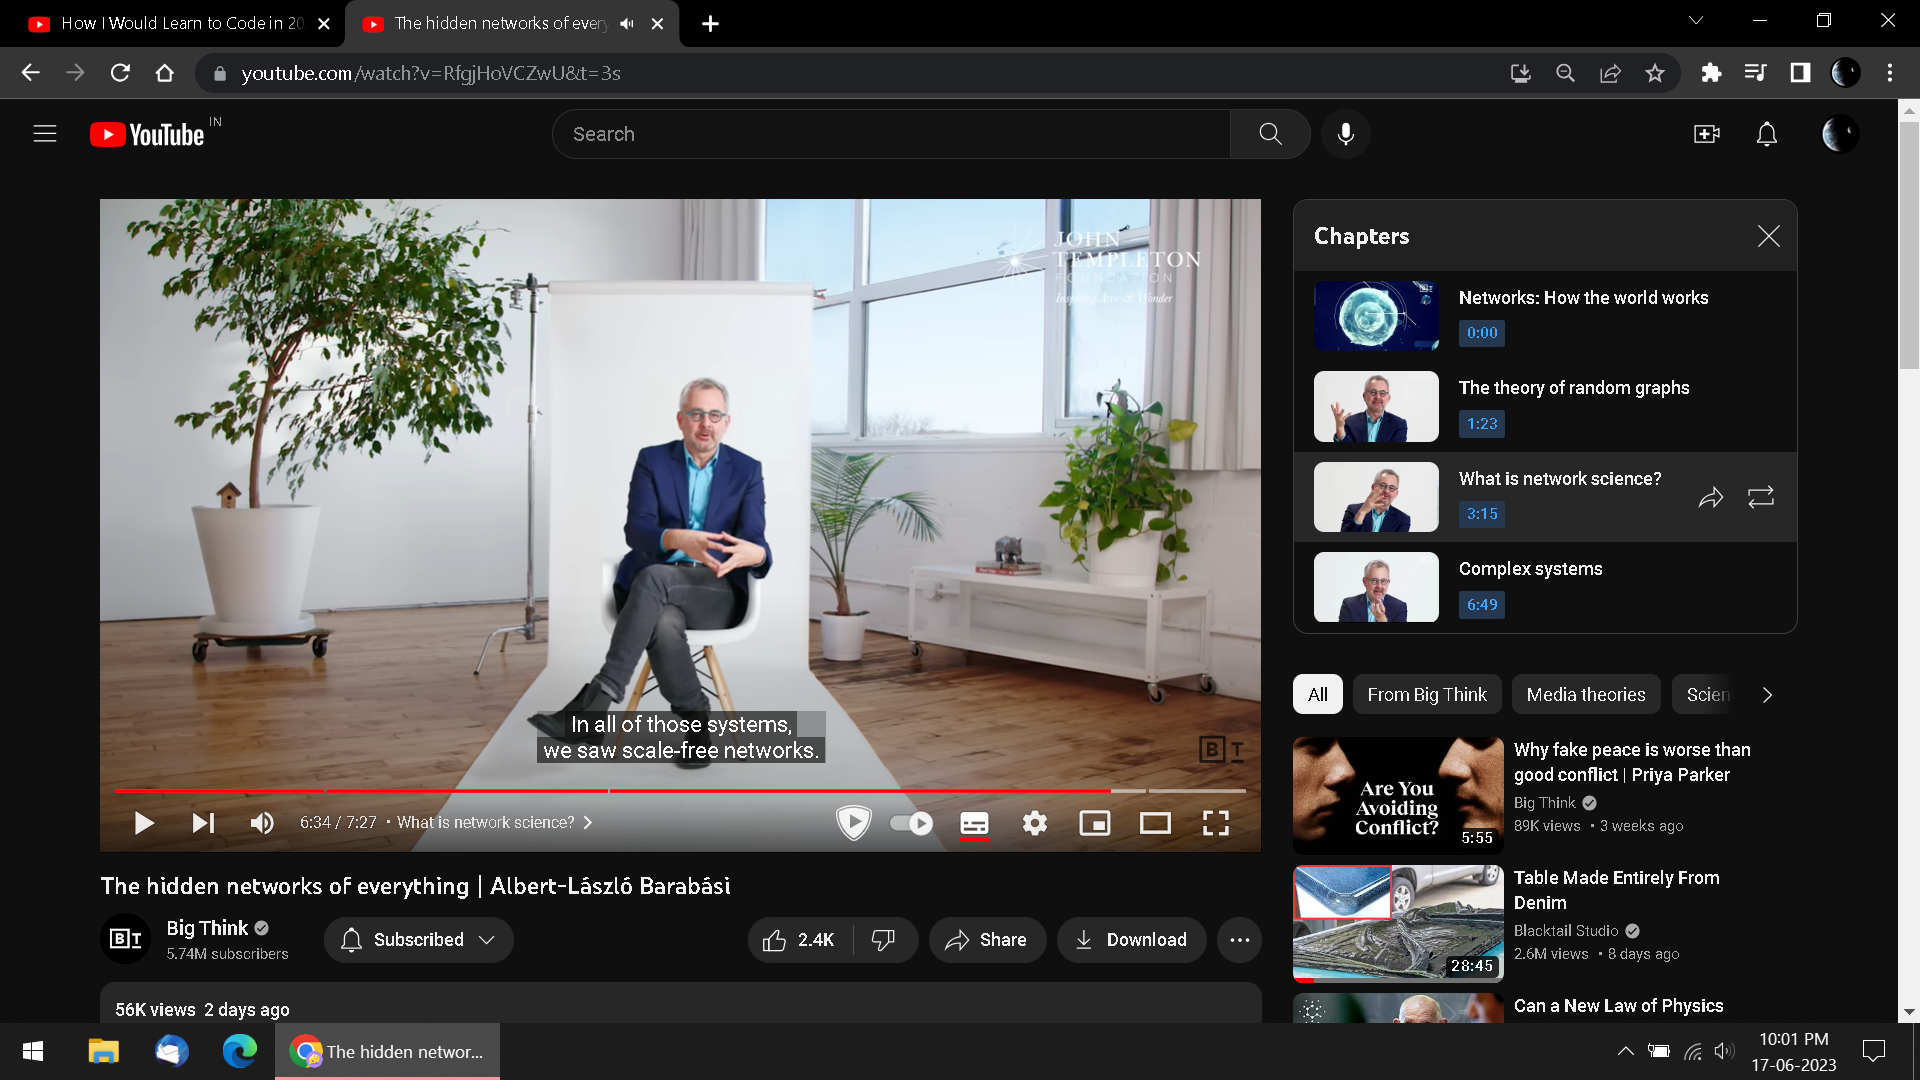 How I Would Learn to Code in 20
The hidden networks of every
youtube.com/watch?v=RfgjHoVCZwU&t=3s
YouTube IN
Search
JOHN
TEMPLETON
FOUNDATION
Inspiring Awe & Wonder
In all of those systems,
we saw scale-free networks.
B T
6:34 / 7:27 • What is network science?
The hidden networks of everything | Albert-László Barabási
B T
Big Think
5.74M subscribers
Subscribed
2.4K
Share
Download
56K views 2 days ago
Chapters
Networks: How the world works
0:00
The theory of random graphs
1:23
What is network science?
3:15
Complex systems
6:49
All
From Big Think
Media theories
Scien
Are You
Avoiding
Conflict?
5:55
Why fake peace is worse than
good conflict | Priya Parker
Big Think
89K views • 3 weeks ago
28:45
Table Made Entirely From
Denim
Blacktail Studio
2.6M views • 8 days ago
Can a New Law of Physics
The hidden networ...
10:01 PM
17-06-2023